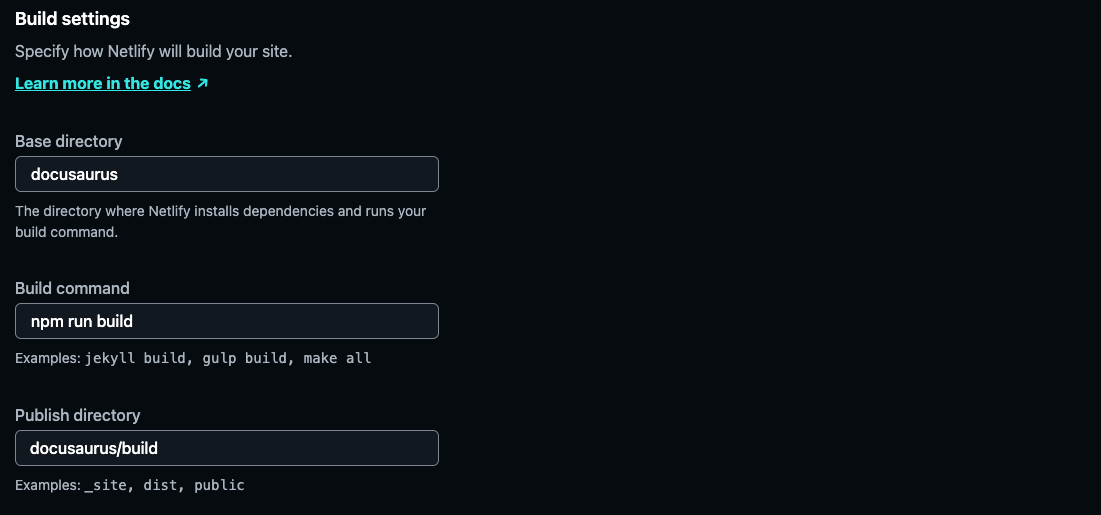 Build settings
Specify how Netlify will build your site.
Learn more in the docs ↗
Base directory
docusaurus
The directory where Netlify installs dependencies and runs your
build command.
Build command
npm run build
Examples: jekyll build, gulp build, make all
Publish directory
docusaurus/build
Examples: _site, dist, public